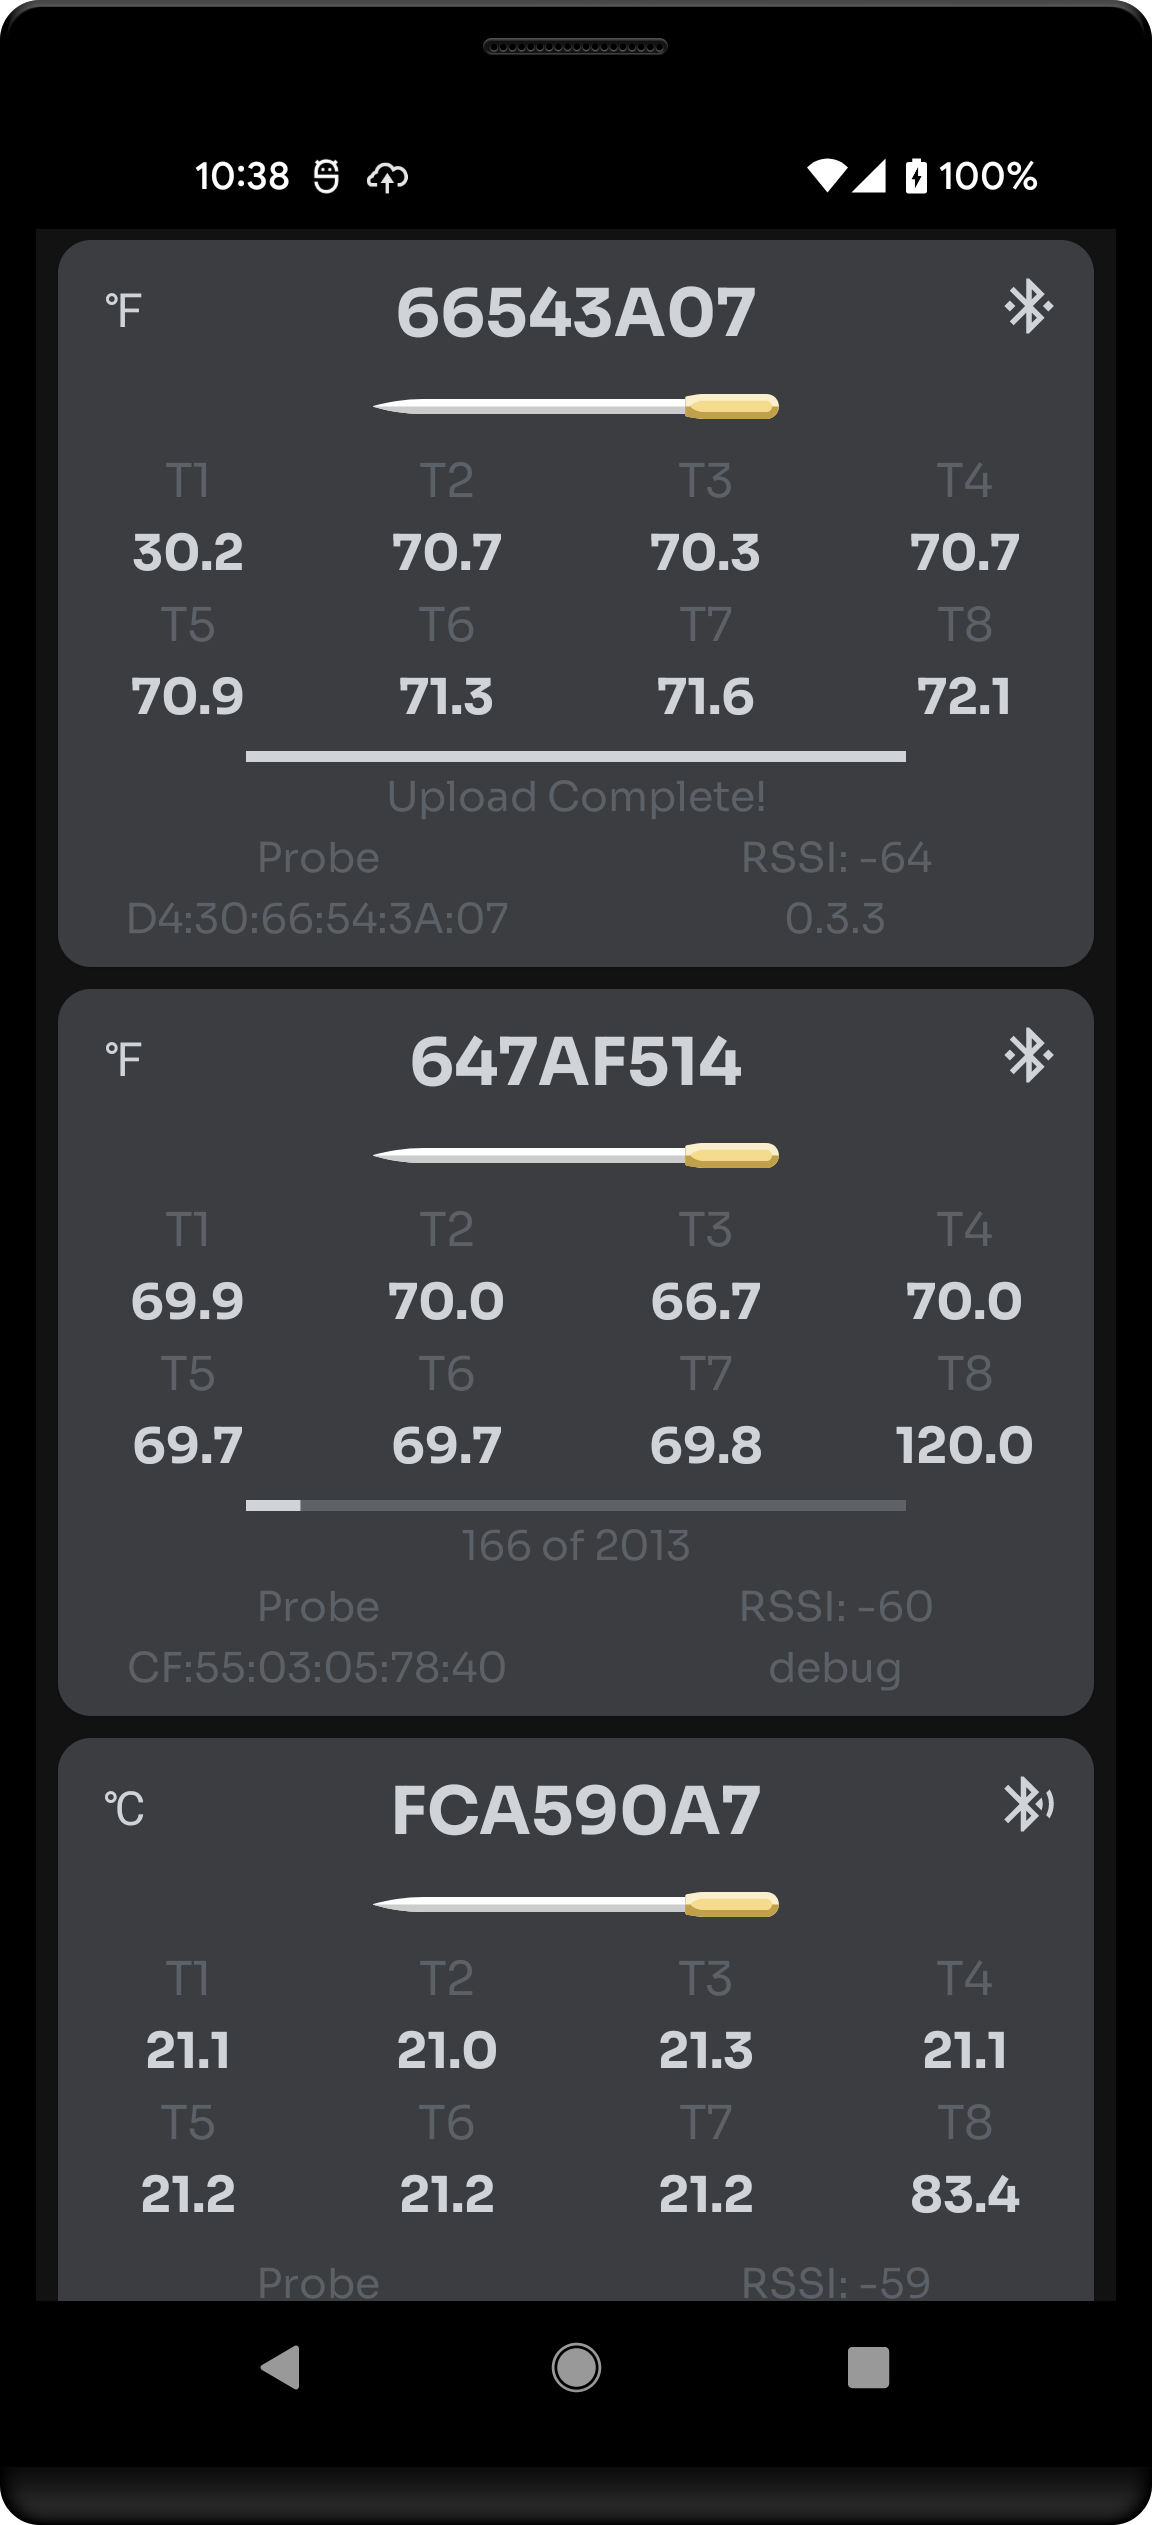 10:38 100%
°F 66543A07
T1 T2 T3 T4
30.2 70.7 70.3 70.7
T5 T6 T7 T8
70.9 71.3 71.6 72.1
Upload Complete!
Probe RSSI: -64
D4:30:66:54:3A:07 0.3.3
°F 647AF514
T1 T2 T3 T4
69.9 70.0 66.7 70.0
T5 T6 T7 T8
69.7 69.7 69.8 120.0
166 of 2013
Probe RSSI: -60
CF:55:03:05:78:40 debug
°C FCA590A7
T1 T2 T3 T4
21.1 21.0 21.3 21.1
T5 T6 T7 T8
21.2 21.2 21.2 83.4
Probe RSSI: -59